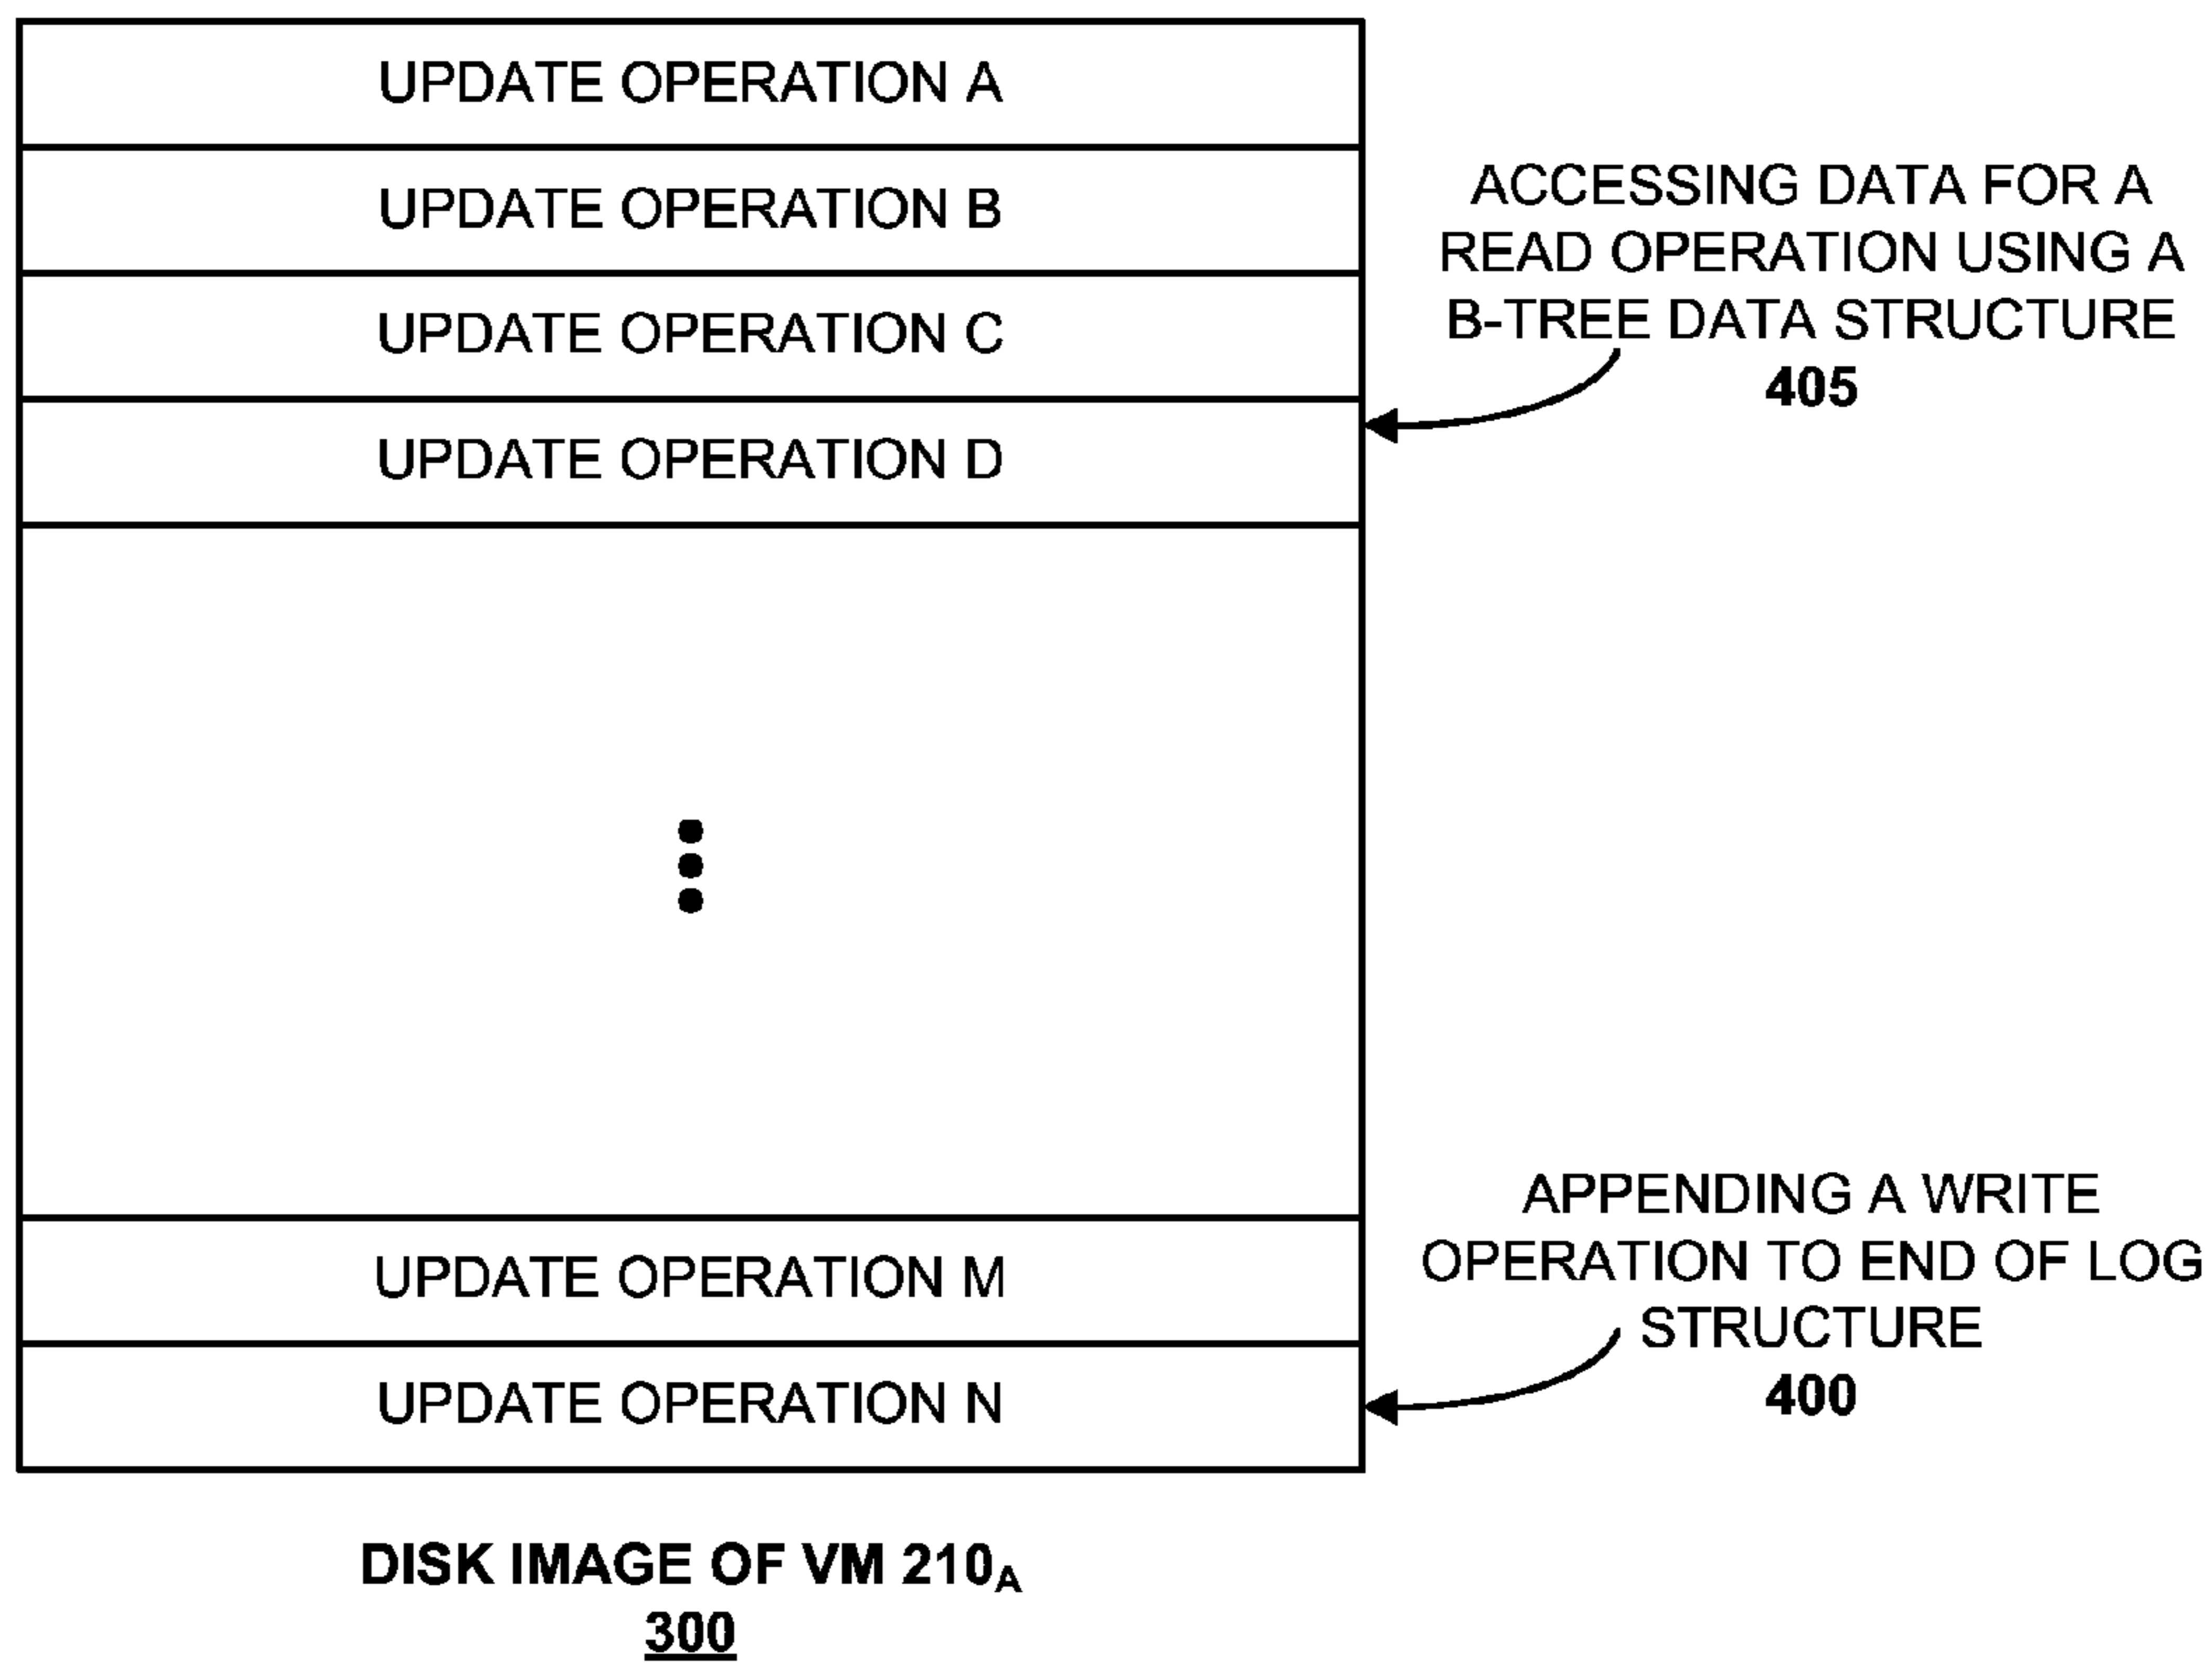 UPDATE OPERATION A
UPDATE OPERATION B
UPDATE OPERATION C
UPDATE OPERATION D
ACCESSING DATA FOR A
READ OPERATION USING A
B-TREE DATA STRUCTURE
405
UPDATE OPERATION M
UPDATE OPERATION N
APPENDING A WRITE
OPERATION TO END OF LOG
STRUCTURE
400
DISK IMAGE OF VM 210A
300